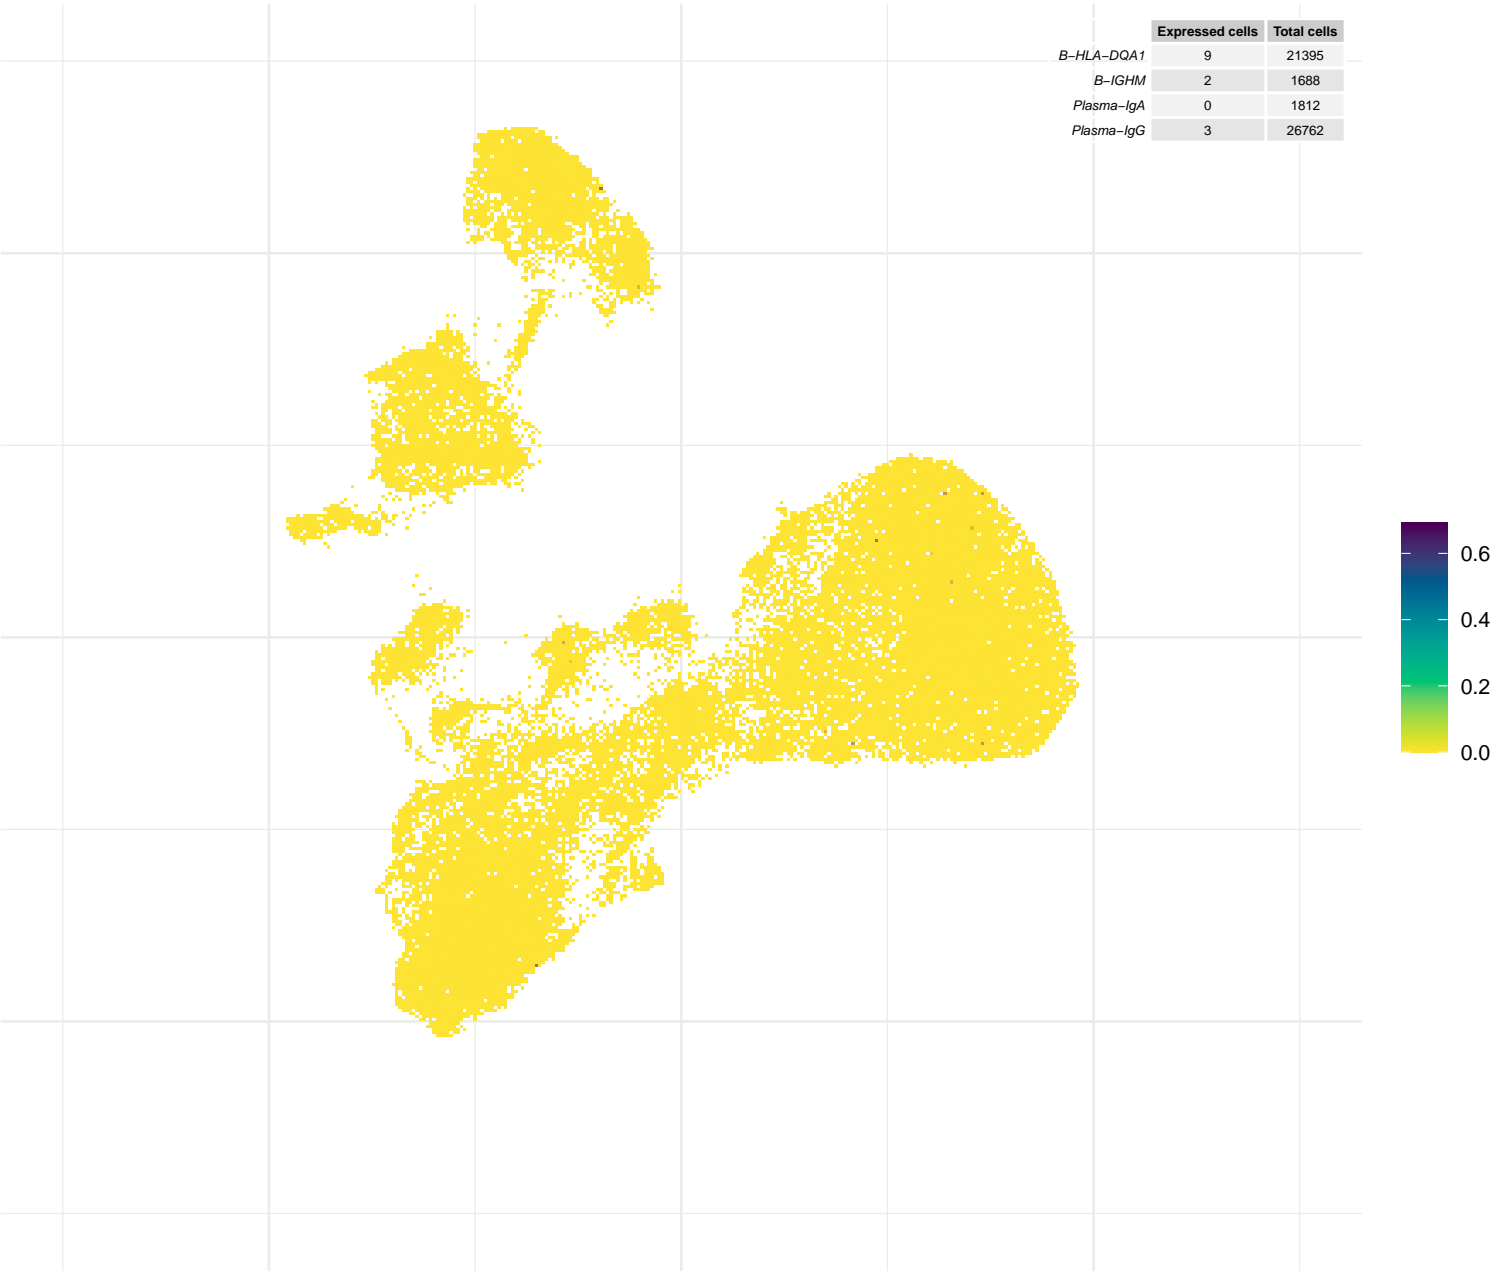 Expressed cells Total cells
B−HLA−DQA1 9 21395
B−IGHM 2 1688
Plasma−IgA 0 1812
Plasma−IgG 3 26762
0.6
0.4
0.2
0.0